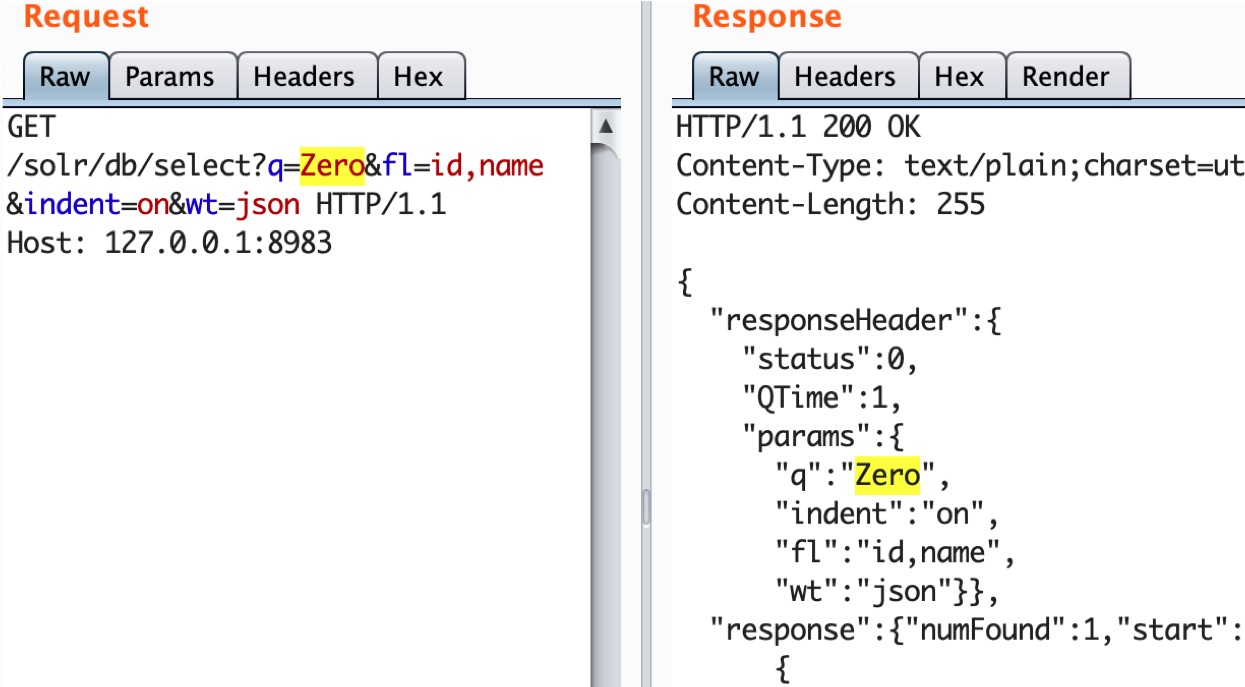 Request
Raw Params Headers Hex
GET
/solr/db/select?q=Zero&fl=id,name
&indent=on&wt=json HTTP/1.1
Host: 127.0.0.1:8983
Response
Raw Headers Hex Render
HTTP/1.1 200 OK
Content-Type: text/plain;charset=ut
Content-Length: 255
{
"responseHeader":{
"status":0,
"QTime":1,
"params":{
"q":"Zero",
"indent":"on",
"fl":"id,name",
"wt":"json"}},
"response":{"numFound":1,"start":
{